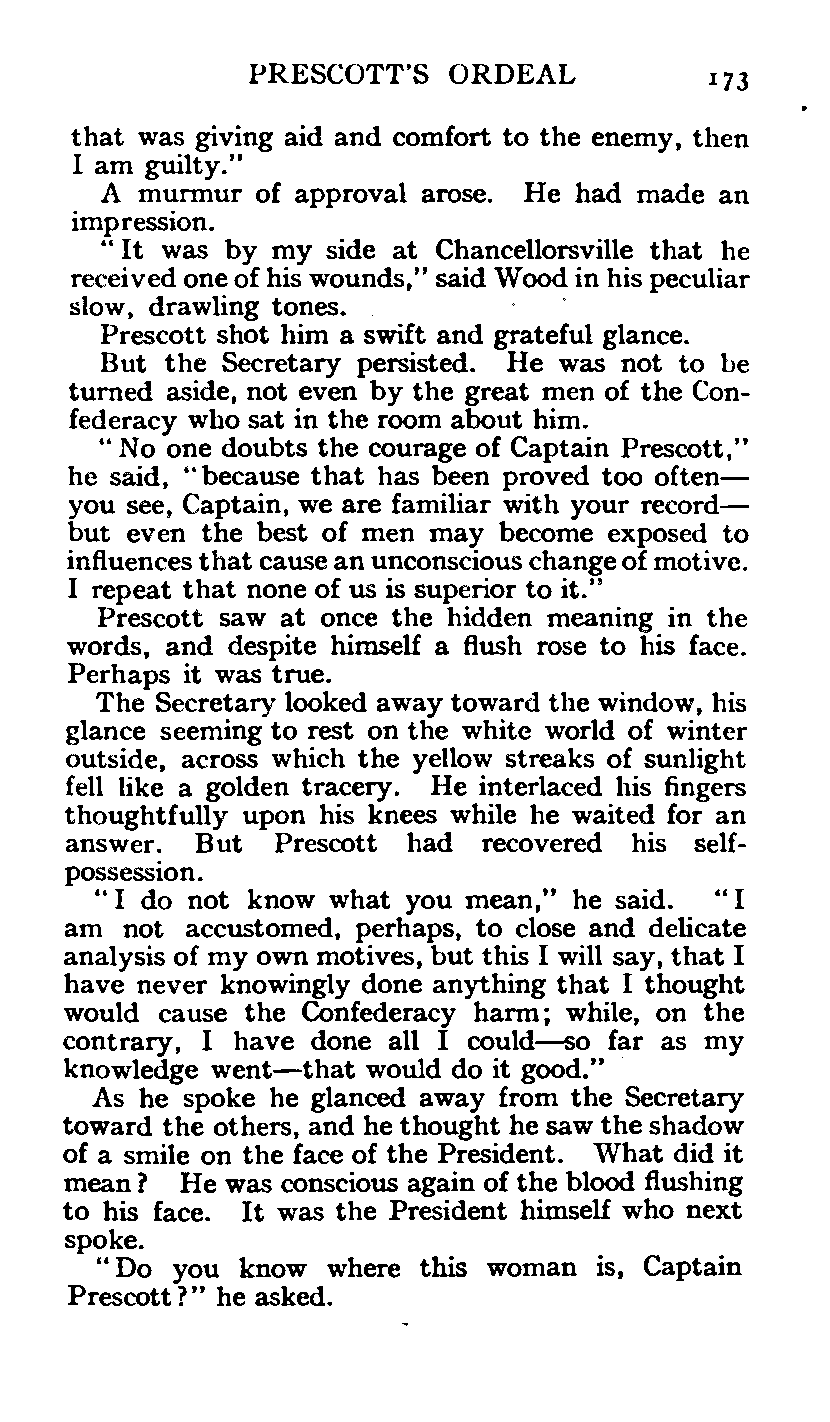 PRESCOTT'S ORDEAL 173
that was giving aid and comfort to the enemy, then
I am guilty."
A murmur of approval arose. He had made an
impression.
"It was by my side at Chancellorsville that he
received one of his wounds," said Wood in his peculiar
slow, drawling tones.
Prescott shot him a swift and grateful glance.
But the Secretary persisted. He was not to be
turned aside, not even by the great men of the Con-
federacy who sat in the room about him.
"No one doubts the courage of Captain Prescott,"
he said, "because that has been proved too often—
you see, Captain, we are familiar with your record—
but even the best of men may become exposed to
influences that cause an unconscious change of motive.
I repeat that none of us is superior to it."
Prescott saw at once the hidden meaning in the
words, and despite himself a flush rose to his face.
Perhaps it was true.
The Secretary looked away toward the window, his
glance seeming to rest on the white world of winter
outside, across which the yellow streaks of sunlight
fell like a golden tracery. He interlaced his fingers
thoughtfully upon his knees while he waited for an
answer. But Prescott had recovered his self-
possession.
"I do not know what you mean," he said. "I
am not accustomed, perhaps, to close and delicate
analysis of my own motives, but this I will say, that I
have never knowingly done anything that I thought
would cause the Confederacy harm; while, on the
contrary, I have done all I could—so far as my
knowledge went—that would do it good."
As he spoke he glanced away from the Secretary
toward the others, and he thought he saw the shadow
of a smile on the face of the President. What did it
mean? He was conscious again of the blood flushing
to his face. It was the President himself who next
spoke.
"Do you know where this woman is, Captain
Prescott?" he asked.